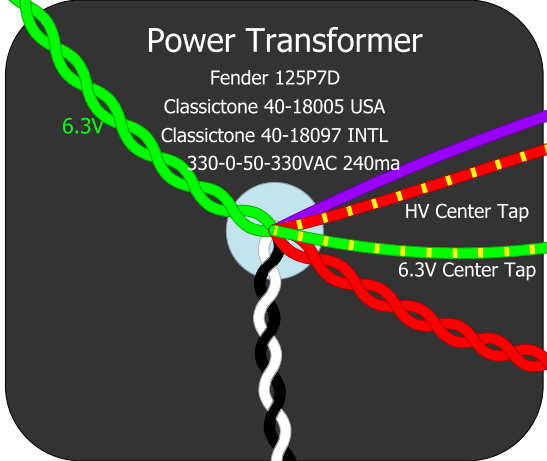 Power Transformer
Fender 125P7D
Classictone 40-18005 USA
6.3V
Classictone 40-18097 INTL
330-0-50-330VAC 240ma
HV Center Tap
6.3V Center Tap